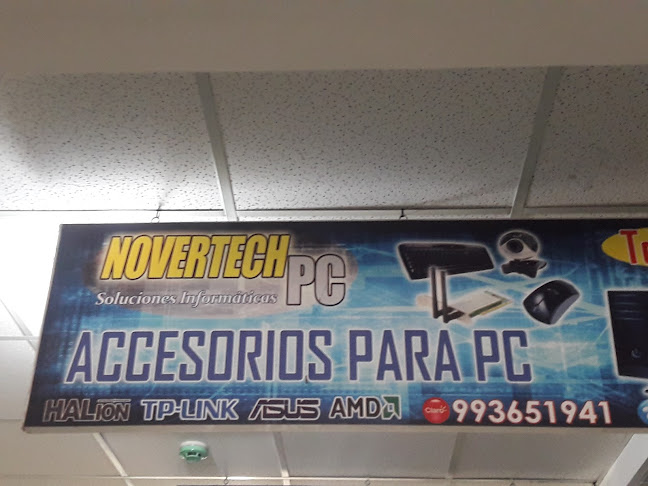 NOVERTECH
PC
Soluciones Informáticas
ACCESORIOS PARA PC
HALION TP-LINK ASUS AMD Claro 993651941